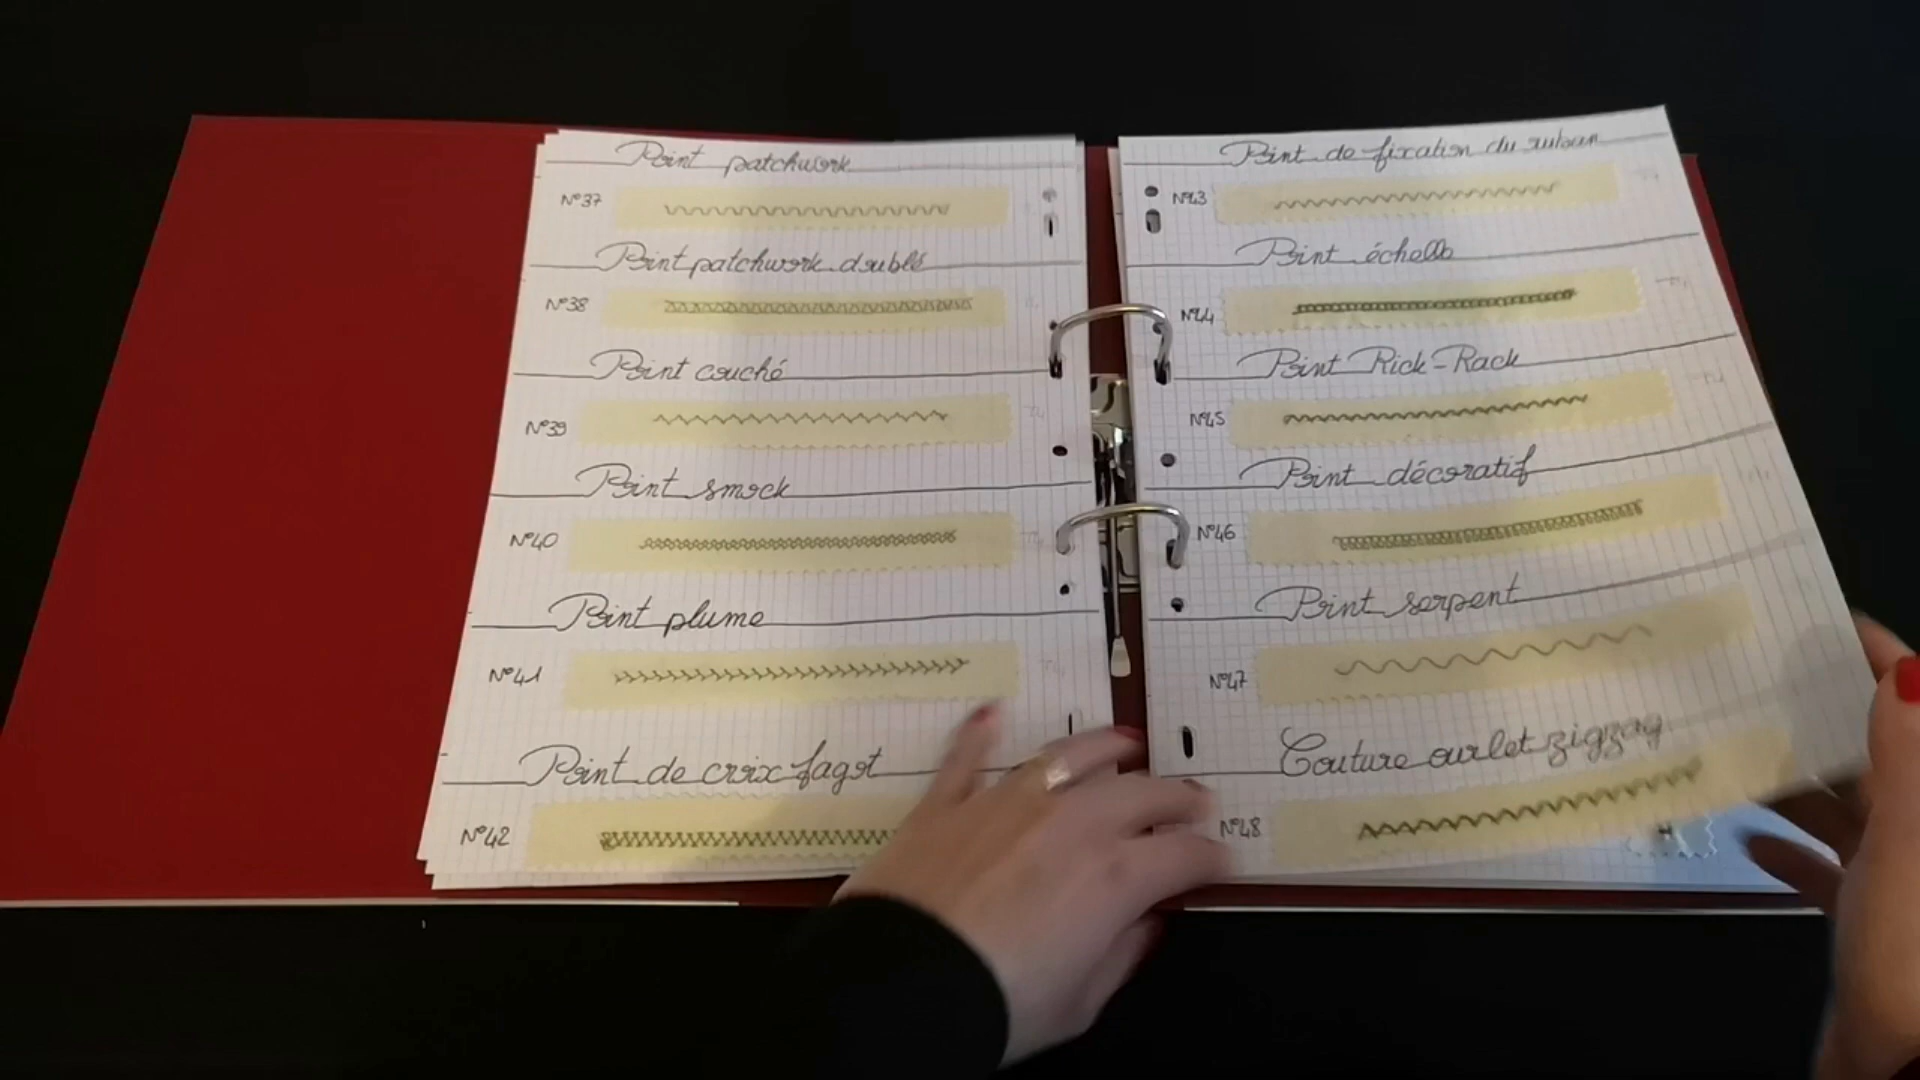 Point patchwork
N°37
Point patchwork doublé
N°38
Point couché
N°39
Point smock
N°40
Point plume
N°41
Point de croix fagot
N°42
Point de fixation du ruban
N°43
Point échelle
N°44
Point Rick-Rack
N°45
Point décoratif
N°46
Point serpent
N°47
Couture ourlet zigzag
N°48